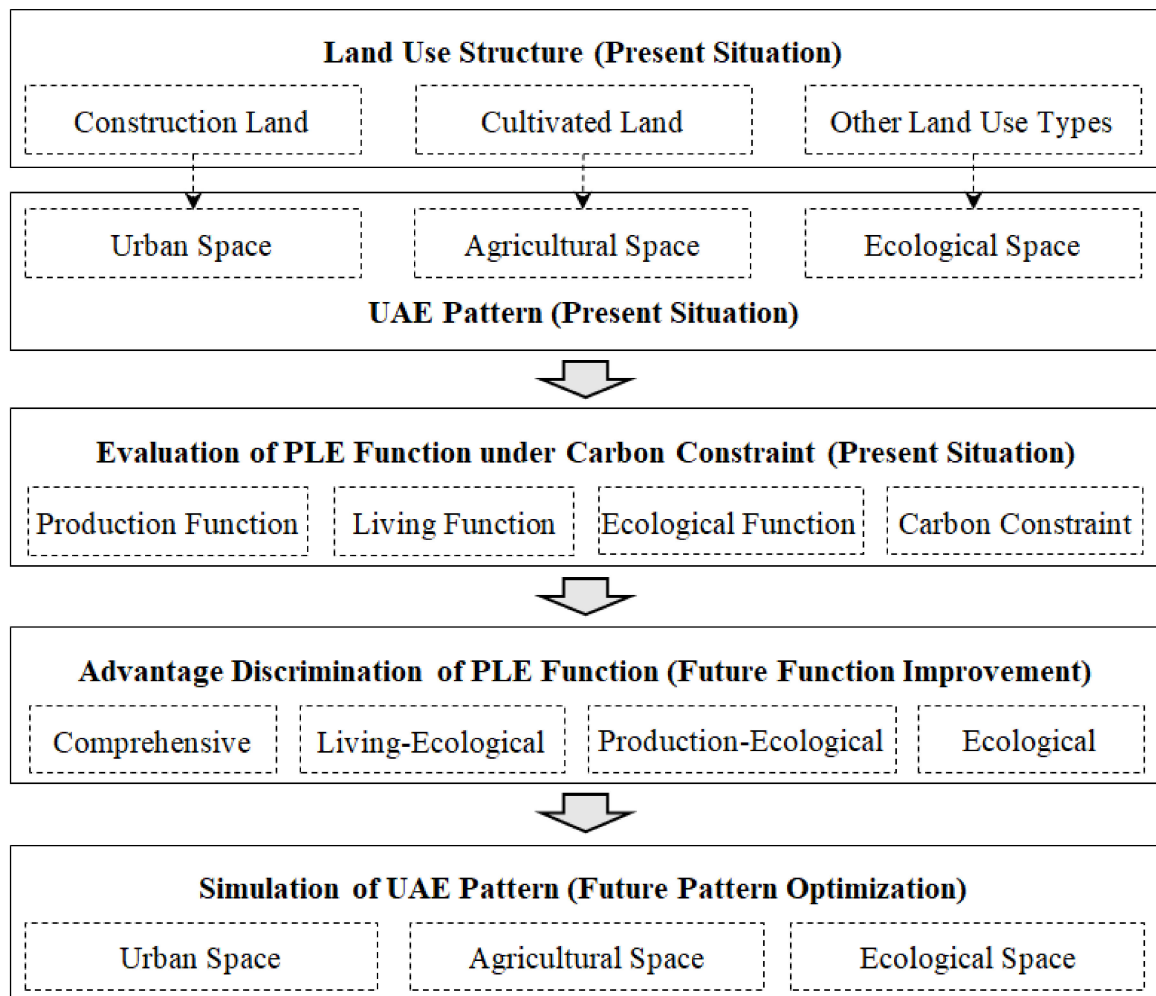 Land Use Structure (Present Situation)
Construction Land
Cultivated Land
Other Land Use Types
Urban Space
Agricultural Space
Ecological Space
UAE Pattern (Present Situation)
Evaluation of PLE Function under Carbon Constraint (Present Situation)
Production Function
Living Function
Ecological Function
Carbon Constraint
Advantage Discrimination of PLE Function (Future Function Improvement)
Comprehensive
Living-Ecological
Production-Ecological
Ecological
Simulation of UAE Pattern (Future Pattern Optimization)
Urban Space
Agricultural Space
Ecological Space